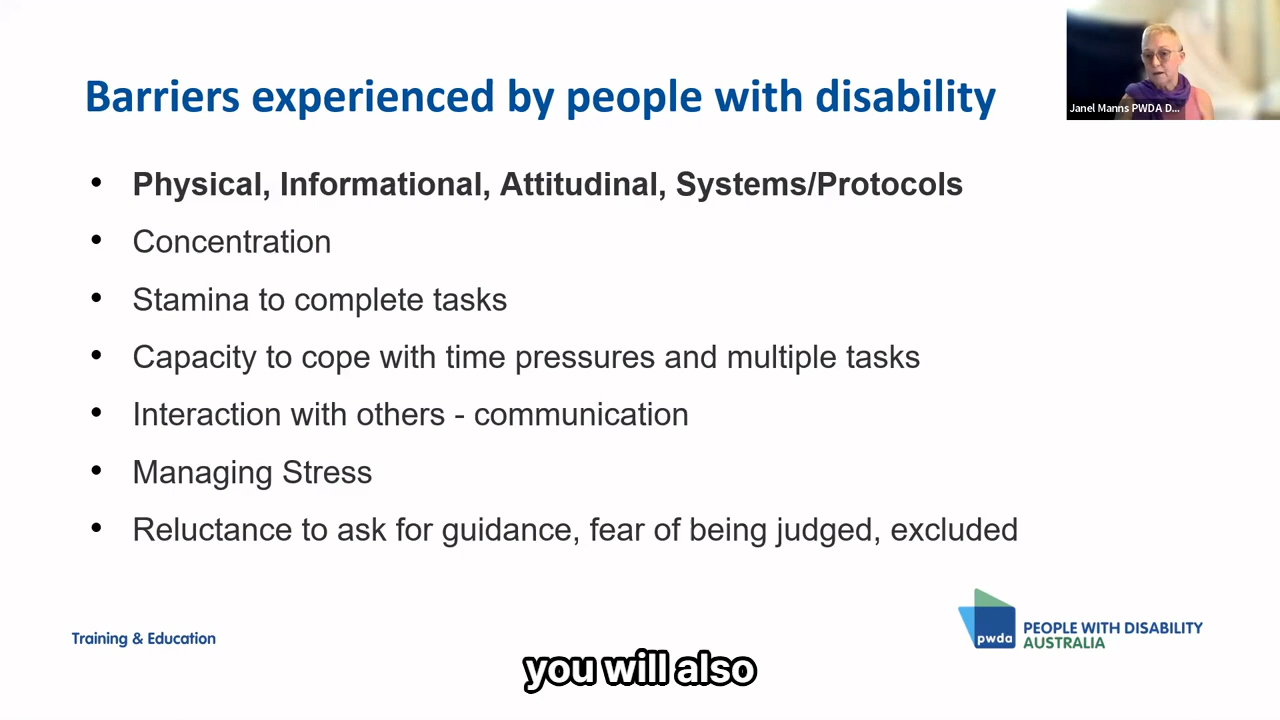 Barriers experienced by people with disability
Janel Manns PWDA D...
• Physical, Informational, Attitudinal, Systems/Protocols
• Concentration
• Stamina to complete tasks
• Capacity to cope with time pressures and multiple tasks
• Interaction with others - communication
• Managing Stress
• Reluctance to ask for guidance, fear of being judged, excluded
Training & Education
pwda
PEOPLE WITH DISABILITY
AUSTRALIA
you will also